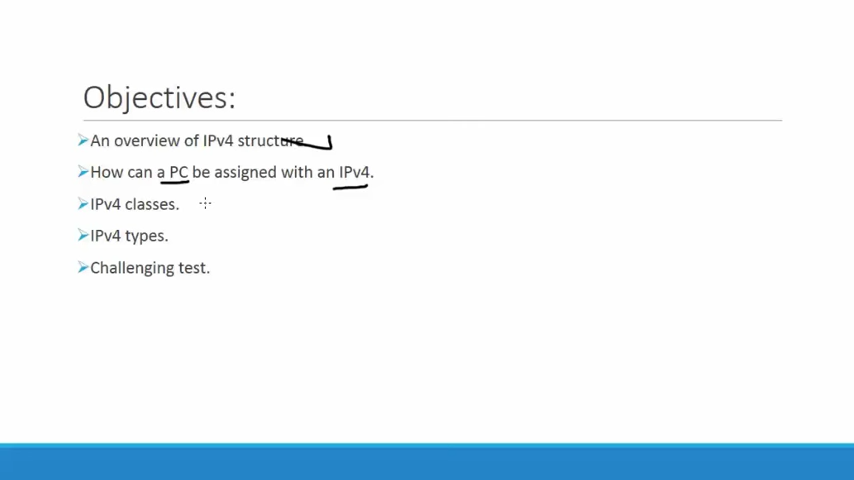 Objectives:
An overview of IPv4 structure
How can a PC be assigned with an IPv4.
IPv4 classes.
IPv4 types.
Challenging test.